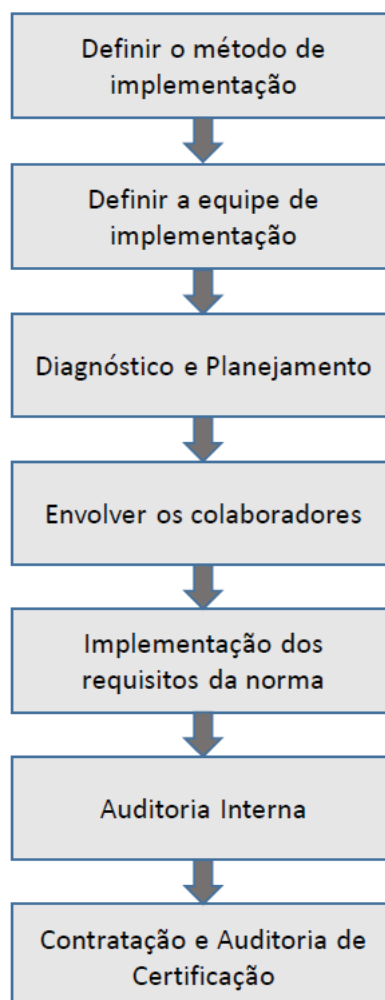 Definir o método de
implementação
Definir a equipe de
implementação
Diagnóstico e Planejamento
Envolver os colaboradores
Implementação dos
requisitos da norma
Auditoria Interna
Contratação e Auditoria de
Certificação